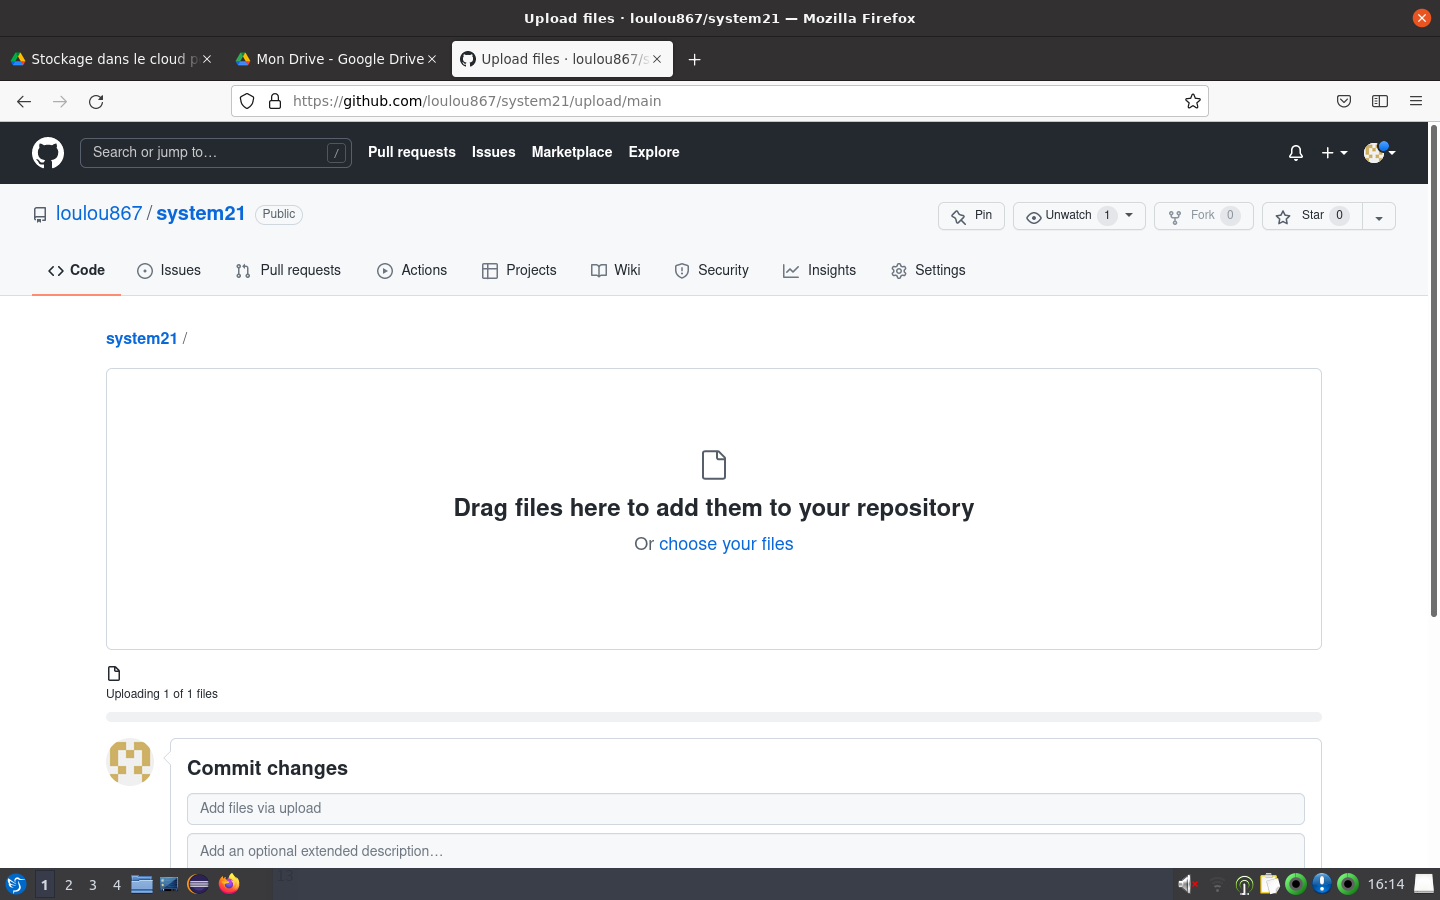 Upload files · loulou867/system21 — Mozilla Firefox
Stockage dans le cloud p
Mon Drive - Google Drive
Upload files · loulou867/s
https://github.com/loulou867/system21/upload/main
Search or jump to…
/
Pull requests
Issues
Marketplace
Explore
loulou867 / system21
Public
Pin
Unwatch 1
Fork 0
Star 0
Code
Issues
Pull requests
Actions
Projects
Wiki
Security
Insights
Settings
system21 /
Drag files here to add them to your repository
Or choose your files
Uploading 1 of 1 files
Commit changes
Add files via upload
Add an optional extended description…
1
2
3
4
13
16:14